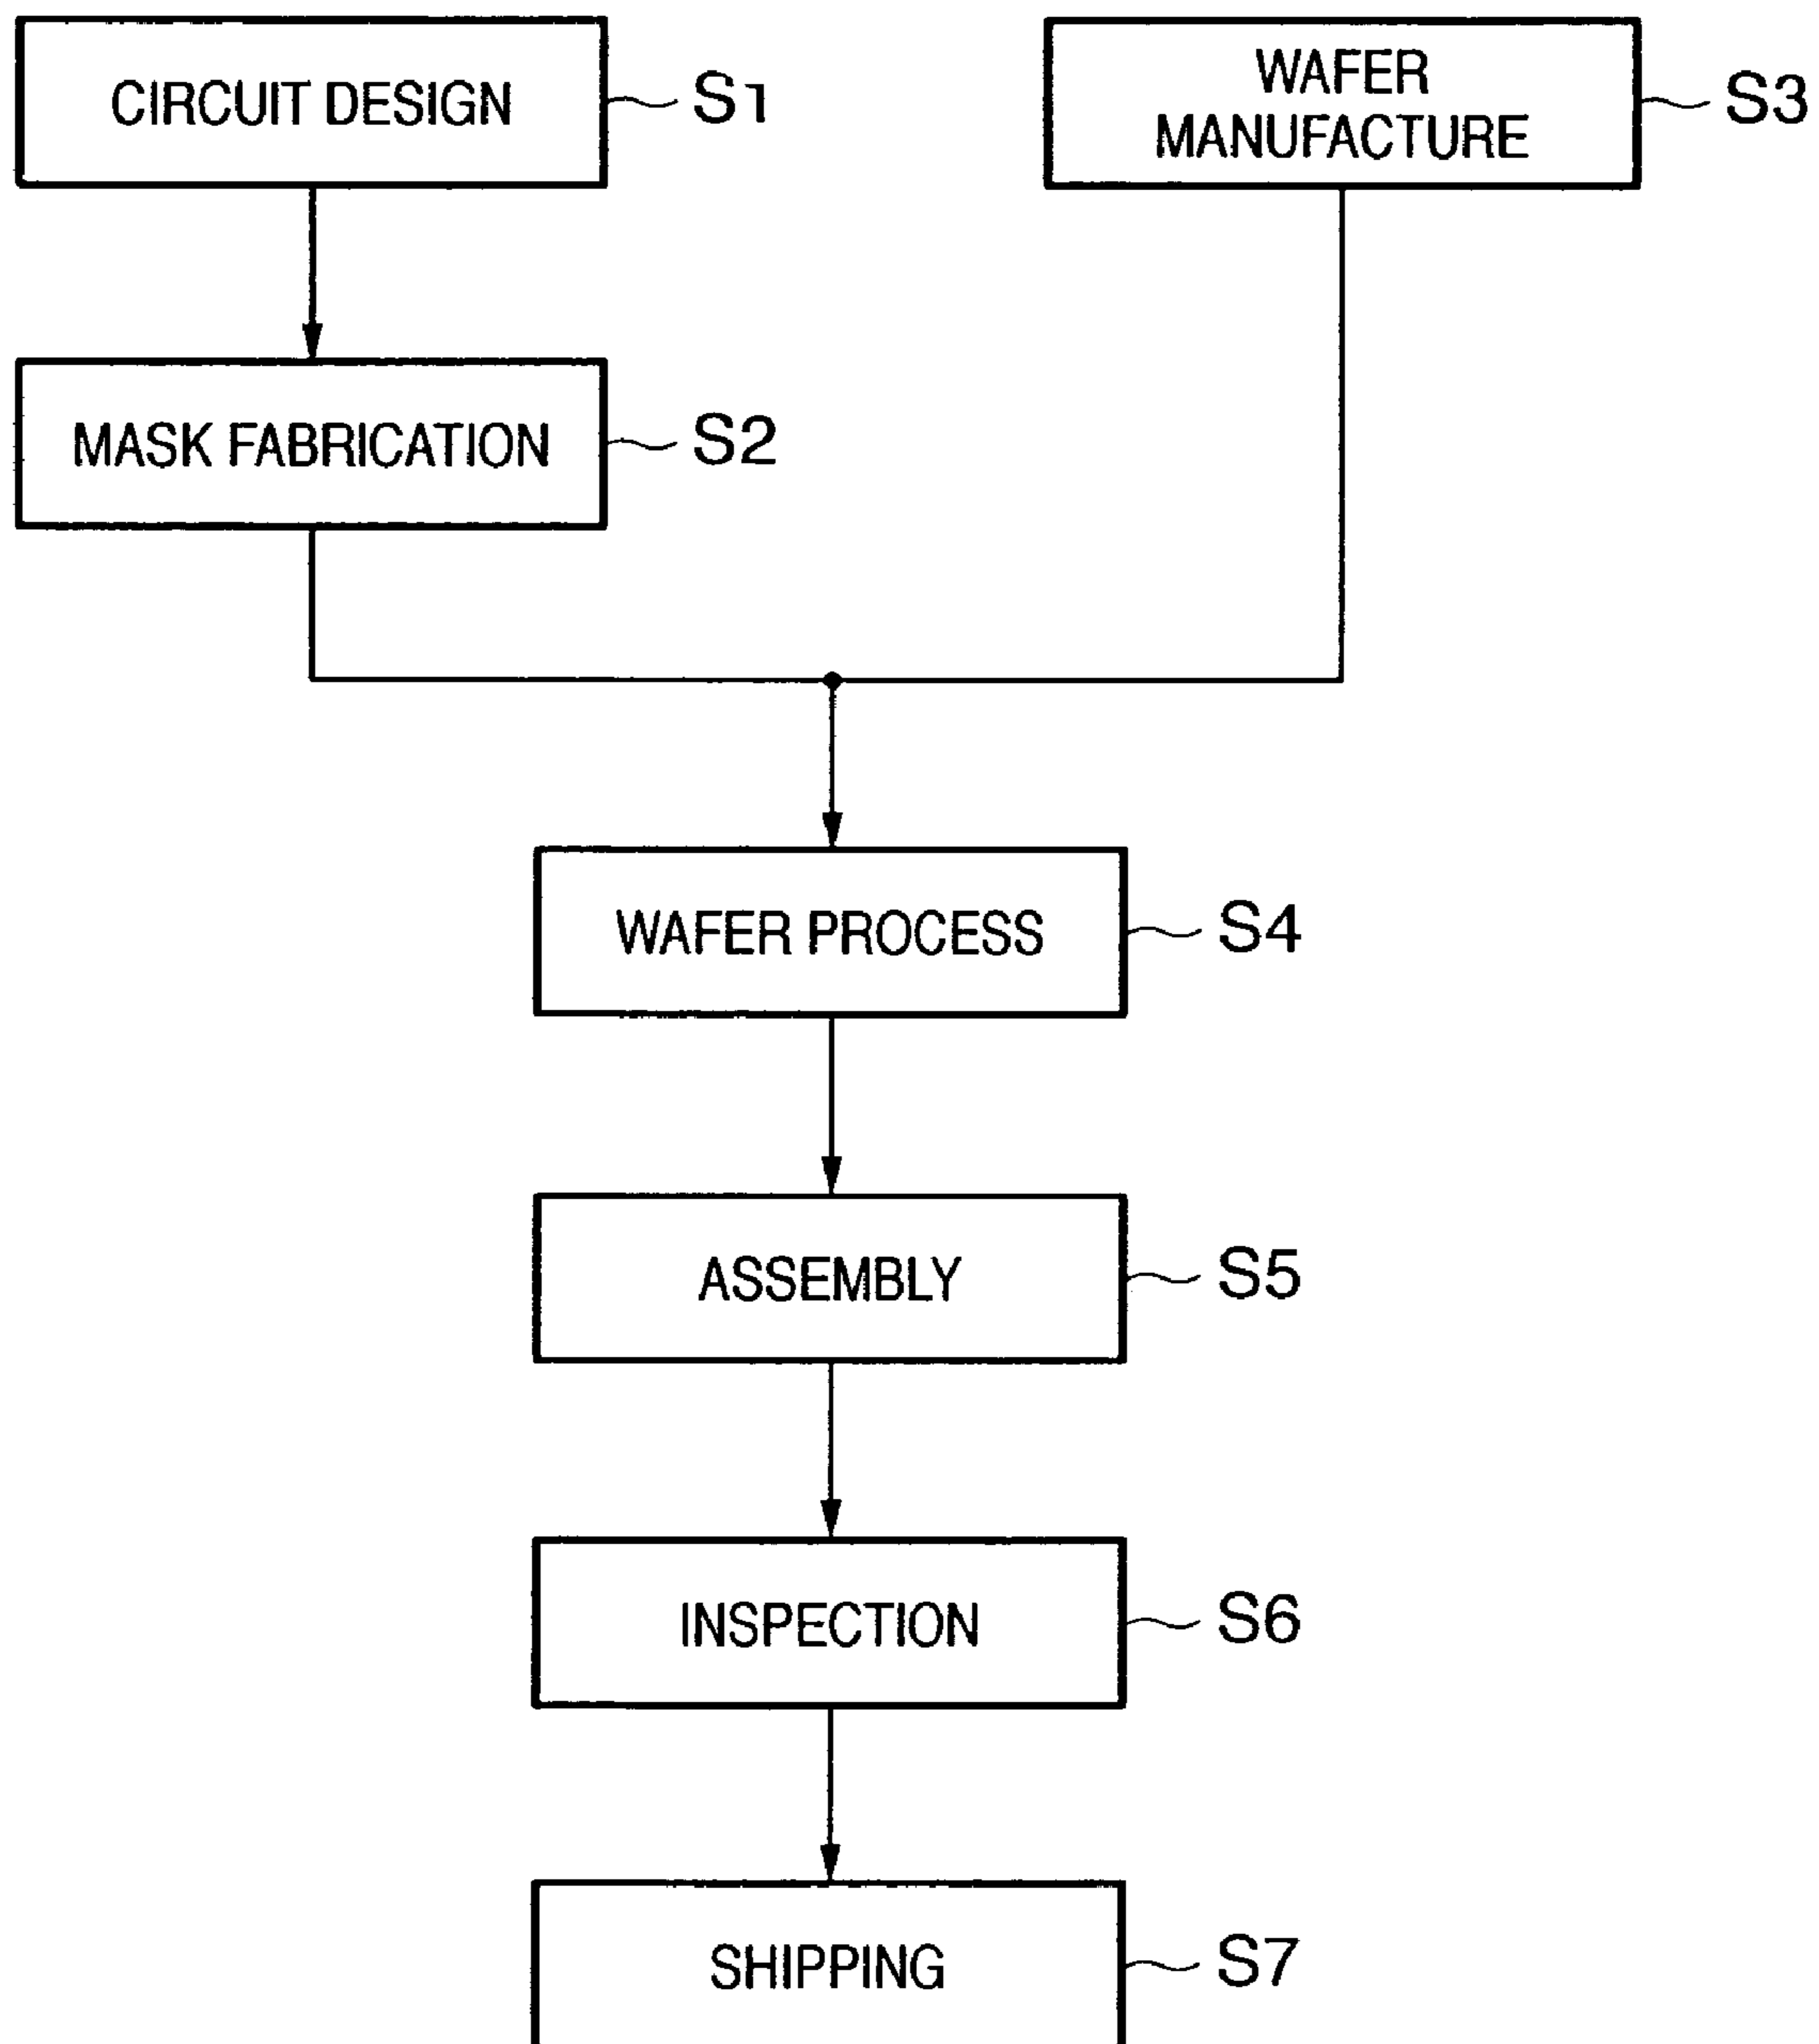 CIRCUIT DESIGN
S1
WAFER
MANUFACTURE
S3
MASK FABRICATION
S2
WAFER PROCESS
S4
ASSEMBLY
S5
INSPECTION
S6
SHIPPING
S7